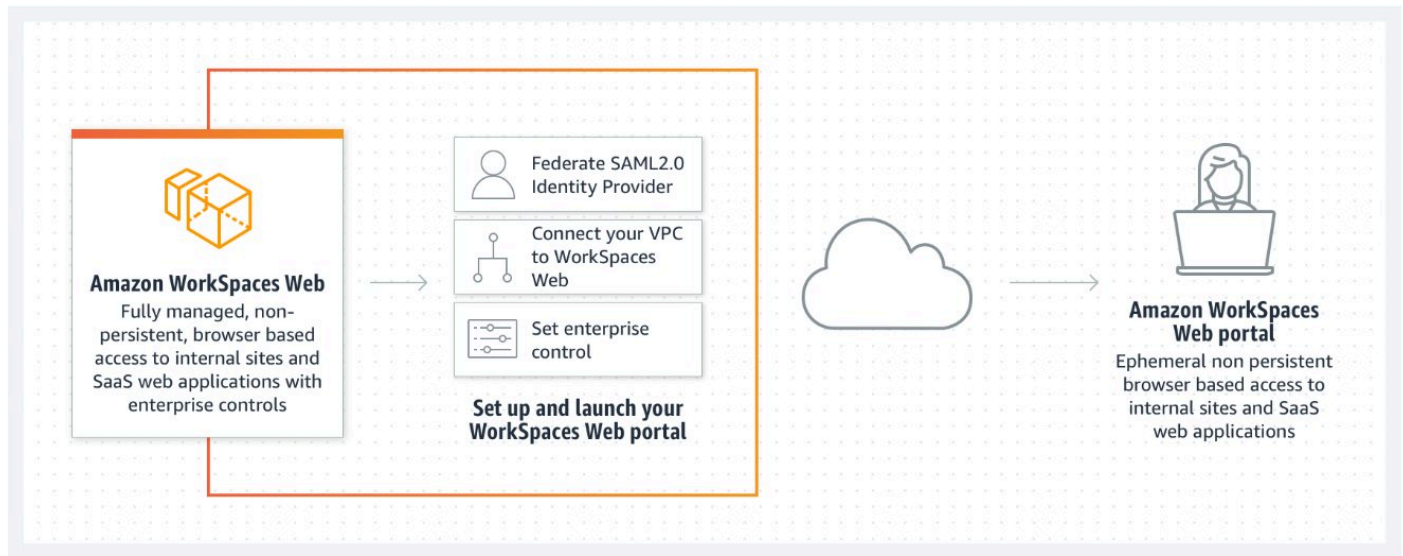 Amazon WorkSpaces Web
Fully managed, non-
persistent, browser based
access to internal sites and
SaaS web applications with
enterprise controls
Federate SAML2.0
Identity Provider
Connect your VPC
to WorkSpaces
Web
Set enterprise
control
Set up and launch your
WorkSpaces Web portal
Amazon WorkSpaces
Web portal
Ephemeral non persistent
browser based access to
internal sites and SaaS
web applications